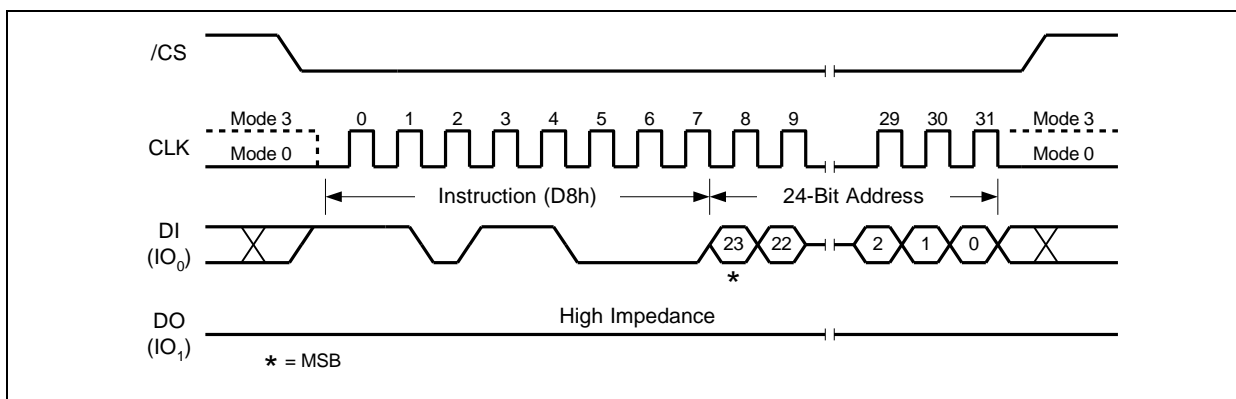 /CS
Mode 3 0 1 2 3 4 5 6 7 8 9 29 30 31 Mode 3
CLK
Mode 0 Mode 0
Instruction (D8h) 24-Bit Address
DI
(IO0)
23 22 2 1 0
*
DO
(IO1)
High Impedance
* = MSB